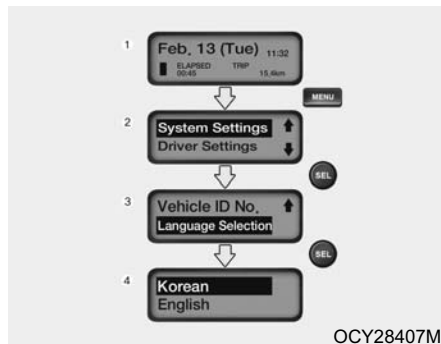 1
Feb. 13 (Tue) 11:32
ELAPSED TRIP
00:45 15.4km
MENU
2
System Settings
Driver Settings
SEL
3
Vehicle ID No.
Language Selection
SEL
4
Korean
English
OCY28407M